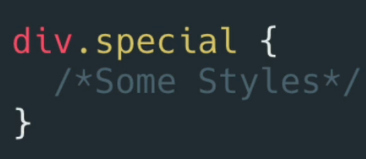 div.special {
  /*Some Styles*/
}